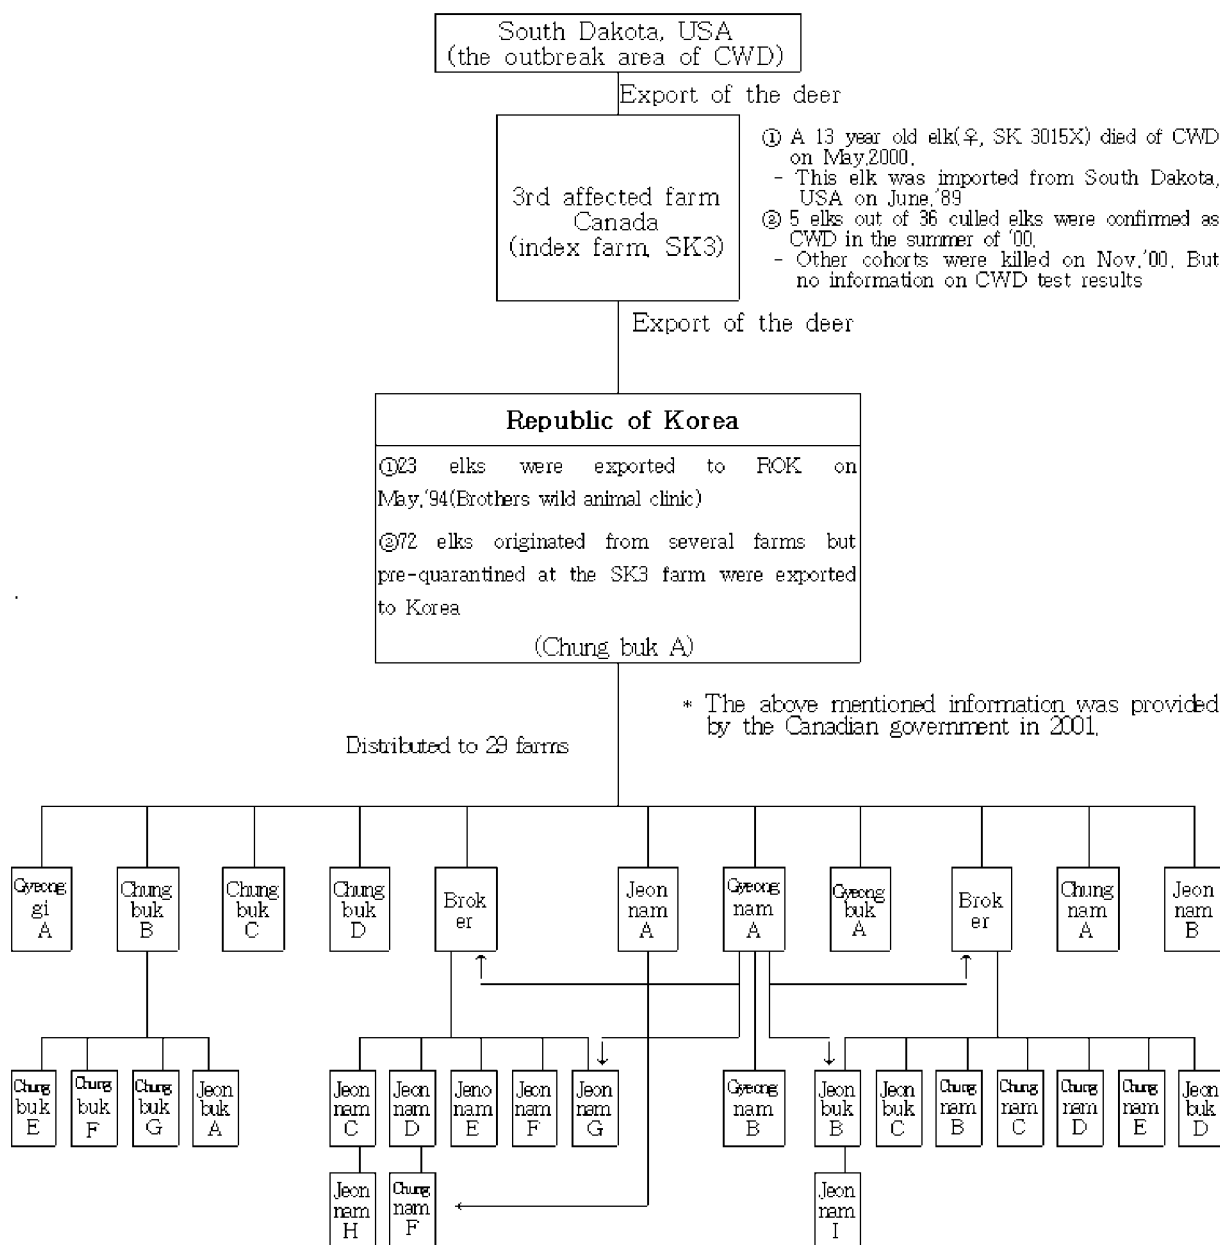 South Dakota, USA
(the outbreak area of CWD)
Export of the deer
3rd affected farm
Canada
(index farm, SK3)
① A 13 year old elk(♀, SK 3015X) died of CWD
on May,2000.
- This elk was imported from South Dakota,
USA on June,'89
② 5 elks out of 36 culled elks were confirmed as
CWD in the summer of '00.
- Other cohorts were killed on Nov,'00. But
no information on CWD test results
Export of the deer
Republic of Korea
①23 elks were exported to ROK on
May,'94(Brothers wild animal clinic)
②72 elks originated from several farms but
pre-quarantined at the SK3 farm were exported
to Korea
(Chung buk A)
* The above mentioned information was provided
by the Canadian government in 2001.
Distributed to 29 farms
Gyeong
gi
A
Chung
buk
B
Chung
buk
C
Chung
buk
D
Brok
er
Jeon
nam
A
Gyeong
nam
A
Gyeong
buk
A
Brok
er
Chung
nam
A
Jeon
nam
B
Chung
buk
E
Chung
buk
F
Chung
buk
G
Jeon
buk
A
Jeon
nam
C
Jeon
nam
D
Jeno
nam
E
Jeon
nam
F
Jeon
nam
G
Gyeong
nam
B
Jeon
buk
B
Jeon
buk
C
Chung
nam
B
Chung
nam
C
Chung
nam
D
Chung
nam
E
Jeon
buk
D
Jeon
nam
H
Chung
nam
F
Jeon
nam
I